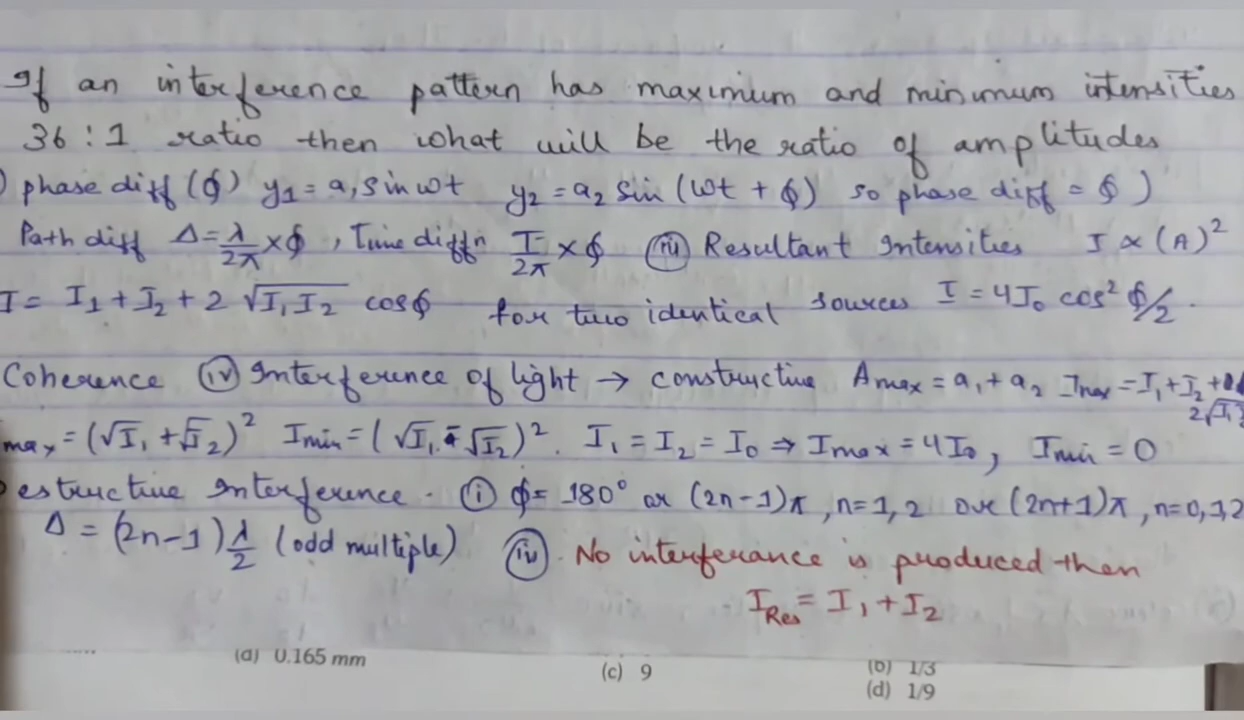 If an interference pattern has maximum and minimum intensities
36 : 1 ratio then what will be the ratio of amplitudes
) phase diff (ϕ) y₁ = a₁ sin ωt y₂ = a₂ sin (ωt + ϕ) so phase diff = ϕ )
Path diff Δ = λ/2π × ϕ , Time diffn T/2π × ϕ (iii) Resultant Intensities I ∝ (A)²
I = I₁ + I₂ + 2 √I₁I₂ cosϕ for two identical sources I = 4I₀ cos² ϕ/2 .
Coherence (iv) Interference of light → constructive Amax = a₁ + a₂ Imax = I₁ + I₂ + 2√I₁
max = (√I₁ + √I₂)² Imin = (√I₁ - √I₂)² . I₁ = I₂ = I₀ ⇒ Imax = 4I₀, Imin = 0
estructive Interference . (i) ϕ = 180° or (2n-1)π , n = 1, 2 or (2n+1)π , n = 0,1,2
Δ = (2n-1) λ/2 (odd multiple) (iv) . No interferance is produced then
I_Res = I₁ + I₂
(a) 0.165 mm
(c) 9
(b) 1/3
(d) 1/9